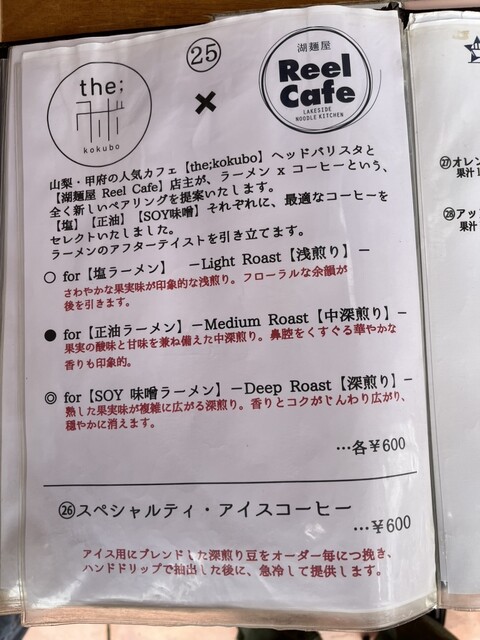 25
the;
kokubo
×
湖麺屋
Reel
Cafe
LAKESIDE
NOODLE KITCHEN
山梨・甲府の人気カフェ【the;kokubo】ヘッドバリスタと
【湖麺屋 Reel Cafe】店主が、ラーメン x コーヒーという、
全く新しいペアリングを提案いたします。
【塩】【正油】【SOY味噌】それぞれに、最適なコーヒーを
セレクトいたしました。
ラーメンのアフターテイストを引き立てます。
○ for【塩ラーメン】 －Light Roast【浅煎り】－
さわやかな果実味が印象的な浅煎り。フローラルな余韻が
後を引きます。
● for【正油ラーメン】－Medium Roast【中深煎り】－
果実の酸味と甘味を兼ね備えた中深煎り。鼻腔をくすぐる華やかな
香りも印象的。
◎ for【SOY 味噌ラーメン】－Deep Roast【深煎り】－
熟した果実味が複雑に広がる深煎り。香りとコクがじんわり広がり、
穏やかに消えます。
…各￥600
㉖スペシャルティ・アイスコーヒー
…￥600
アイス用にブレンドした深煎り豆をオーダー毎につ挽き、
ハンドドリップで抽出した後に、急冷して提供します。
㉗オレン
果汁
㉘アッ
果汁